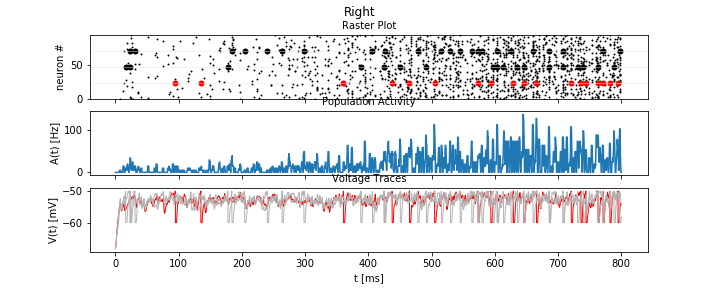 Right
Raster Plot
neuron #
50
0
Population Activity
A(t) [Hz]
100
0
Voltage Traces
V(t) [mV]
−50
−60
0 100 200 300 400 500 600 700 800
t [ms]